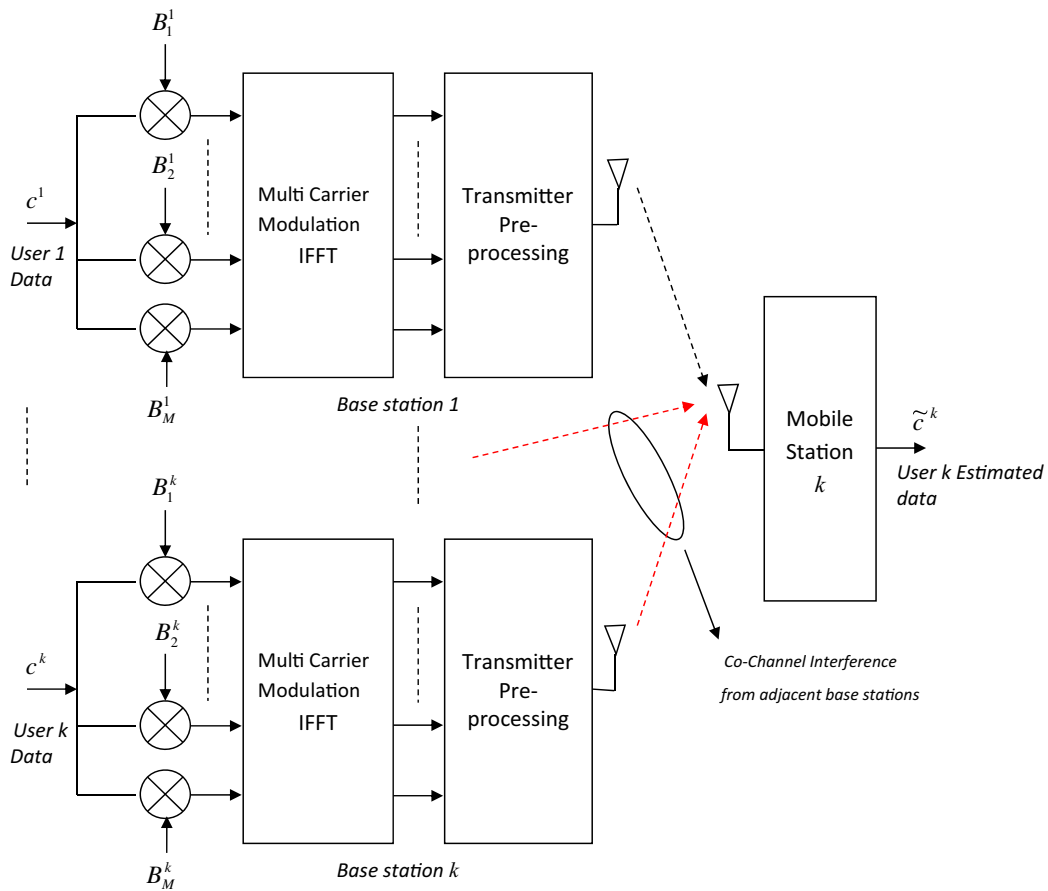 B_1^1
B_2^1
c^1
User 1
Data
B_M^1
Multi Carrier
Modulation
IFFT
Transmitter
Pre-
processing
Base station 1
B_1^k
B_2^k
c^k
User k
Data
B_M^k
Multi Carrier
Modulation
IFFT
Transmitter
Pre-
processing
Base station k
Mobile
Station
k
c̃^k
User k Estimated
data
Co-Channel Interference
from adjacent base stations